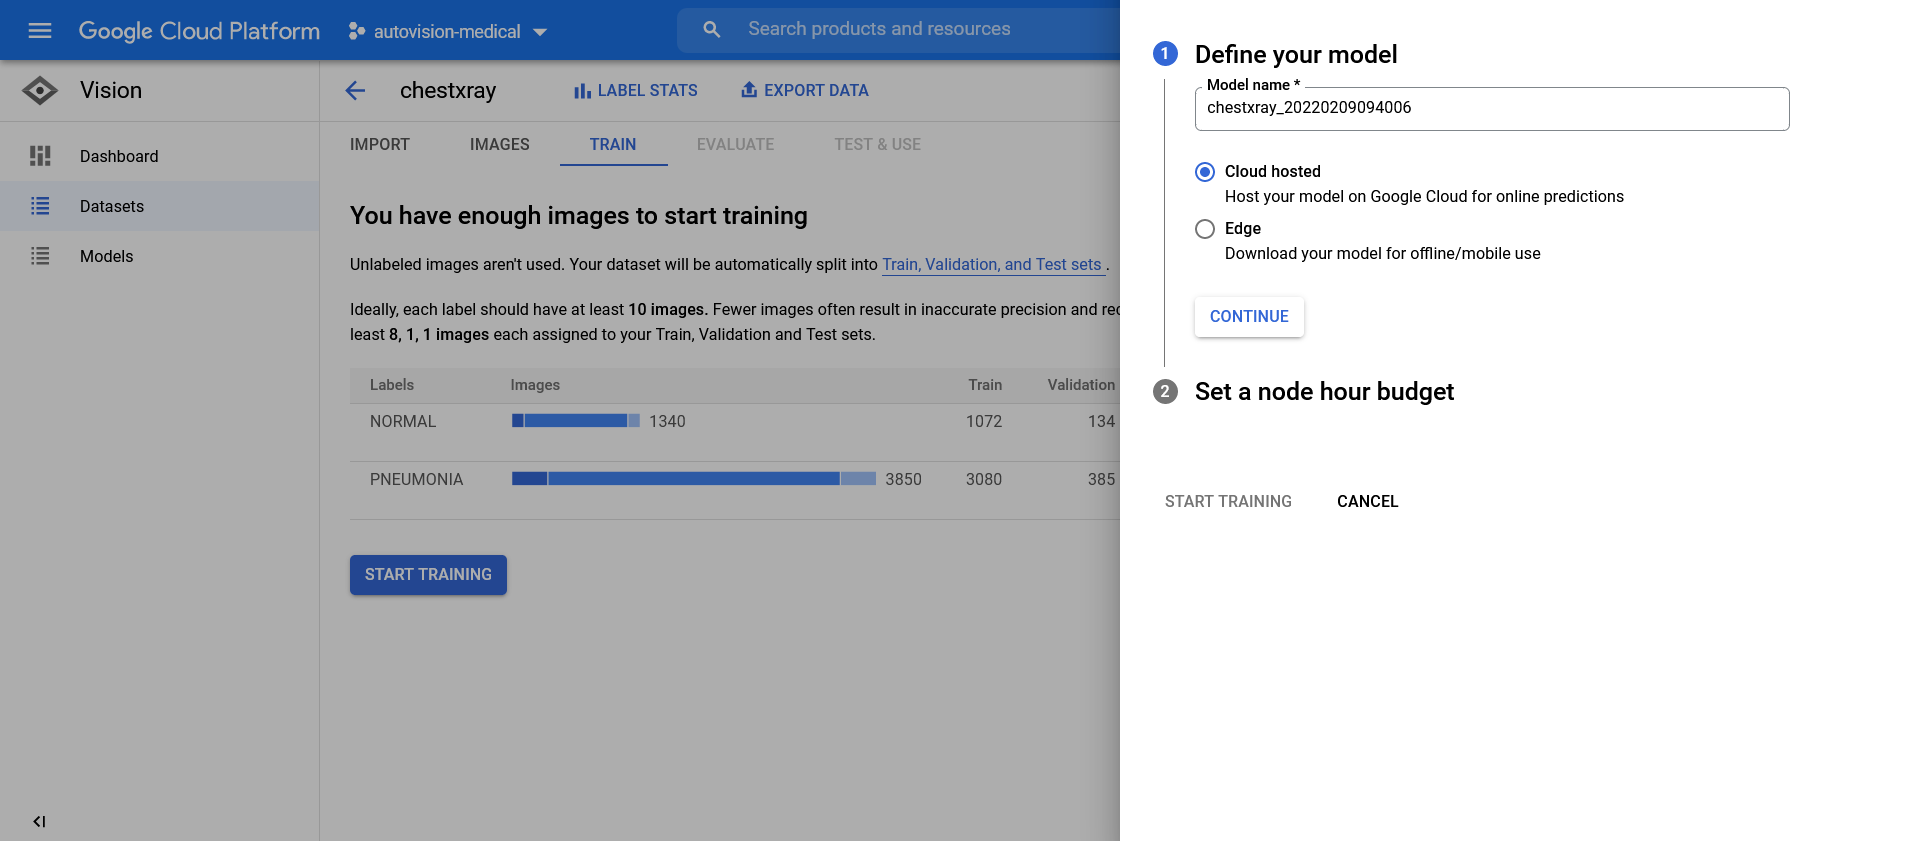 Google Cloud Platform
autovision-medical
Search products and resources
Vision
Dashboard
Datasets
Models
chestxray
LABEL STATS
EXPORT DATA
IMPORT
IMAGES
TRAIN
EVALUATE
TEST & USE
You have enough images to start training
Unlabeled images aren't used. Your dataset will be automatically split into Train, Validation, and Test sets .
Ideally, each label should have at least 10 images. Fewer images often result in inaccurate precision and
least 8, 1, 1 images each assigned to your Train, Validation and Test sets.
Labels Images Train Validation
NORMAL 1340 1072 134
PNEUMONIA 3850 3080 385
START TRAINING
1 Define your model
Model name *
chestxray_20220209094006
Cloud hosted
Host your model on Google Cloud for online predictions
Edge
Download your model for offline/mobile use
CONTINUE
2 Set a node hour budget
START TRAINING
CANCEL